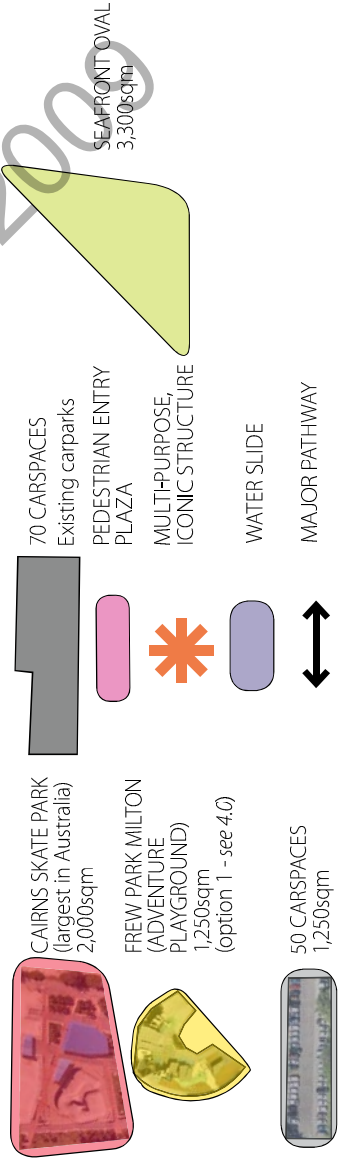 CAIRNS SKATE PARK
(largest in Australia)
2,000sqm
FREW PARK MILTON
(ADVENTURE
PLAYGROUND)
1,250sqm
(option 1 - see 4.0)
50 CARSPACES
1,250sqm
70 CARSPACES
Existing carparks
PEDESTRIAN ENTRY
PLAZA
MULTI-PURPOSE,
ICONIC STRUCTURE
WATER SLIDE
MAJOR PATHWAY
SEAFRONT OVAL
3,300sqm
2009